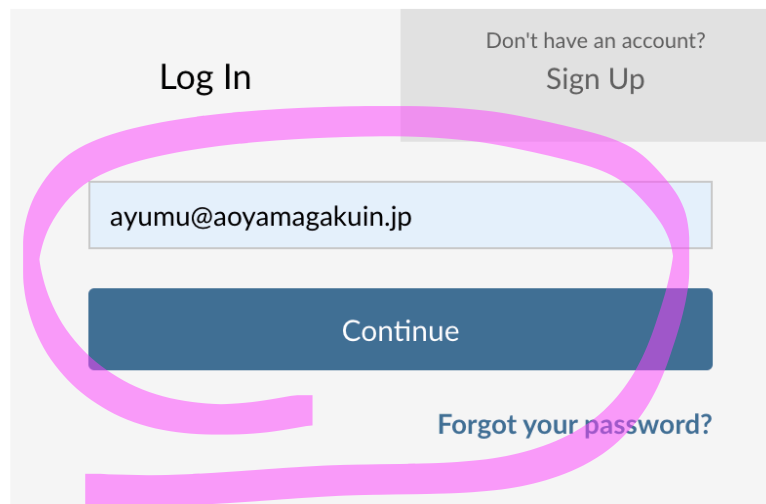 Log In
Don't have an account?
Sign Up
ayumu@aoyamagakuin.jp
Continue
Forgot your password?